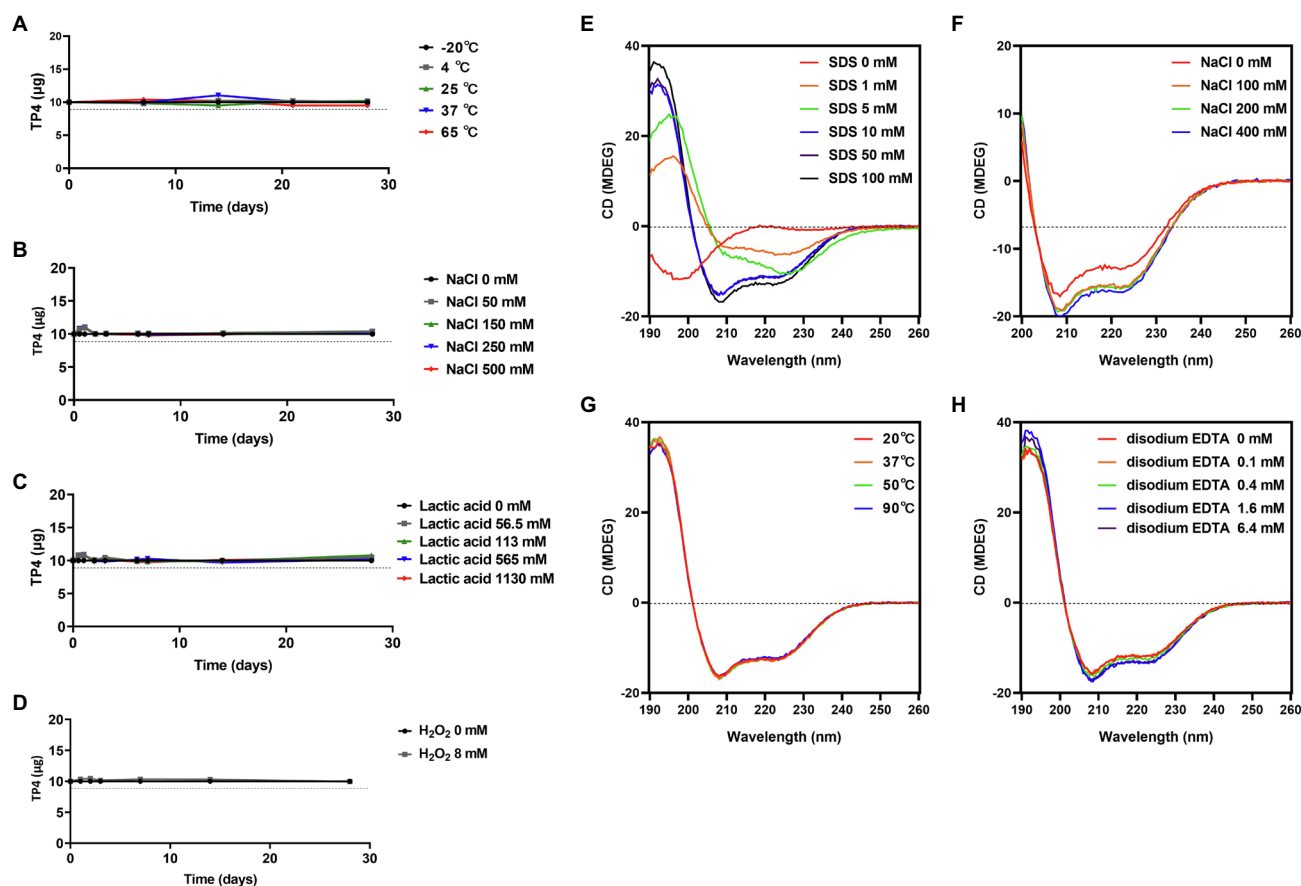 A
TP4 (µg)
20
15
10
5
0
0
10
20
30
Time (days)
-20°C
4 °C
25 °C
37 °C
65 °C
B
TP4 (µg)
20
15
10
5
0
0
10
20
30
Time (days)
NaCl 0 mM
NaCl 50 mM
NaCl 150 mM
NaCl 250 mM
NaCl 500 mM
C
TP4 (µg)
20
15
10
5
0
0
10
20
30
Time (days)
Lactic acid 0 mM
Lactic acid 56.5 mM
Lactic acid 113 mM
Lactic acid 565 mM
Lactic acid 1130 mM
D
TP4 (µg)
20
15
10
5
0
0
10
20
30
Time (days)
H₂O₂ 0 mM
H₂O₂ 8 mM
E
CD (MDEG)
40
20
0
-20
190 200 210 220 230 240 250 260
Wavelength (nm)
SDS 0 mM
SDS 1 mM
SDS 5 mM
SDS 10 mM
SDS 50 mM
SDS 100 mM
F
CD (MDEG)
20
10
0
-10
-20
200 210 220 230 240 250 260
Wavelength (nm)
NaCl 0 mM
NaCl 100 mM
NaCl 200 mM
NaCl 400 mM
G
CD (MDEG)
40
20
0
-20
190 200 210 220 230 240 250 260
Wavelength (nm)
20°C
37°C
50°C
90°C
H
CD (MDEG)
40
20
0
-20
190 200 210 220 230 240 250 260
Wavelength (nm)
disodium EDTA 0 mM
disodium EDTA 0.1 mM
disodium EDTA 0.4 mM
disodium EDTA 1.6 mM
disodium EDTA 6.4 mM